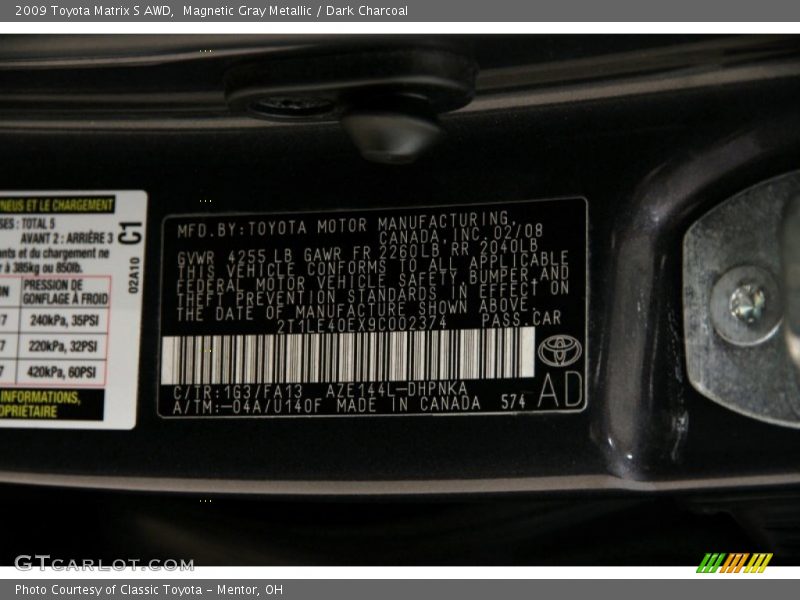 2009 Toyota Matrix S AWD,  Magnetic Gray Metallic / Dark Charcoal
PNEUS ET LE CHARGEMENT
TOTAL 5
AVANT 2 : ARRIÈRE 3
et du chargement ne
à 385kg ou 850lb.
PRESSION DE
GONFLAGE À FROID
240kPa, 35PSI
220kPa, 32PSI
420kPa, 60PSI
INFORMATIONS,
C1
02A10
MFD.BY:TOYOTA MOTOR MANUFACTURING,
CANADA,INC.02/08
GVWR 4255 LB GAWR FR 2260LB RR 2040LB
THIS VEHICLE CONFORMS TO ALL APPLICABLE
FEDERAL MOTOR VEHICLE SAFETY BUMPER AND
THEFT PREVENTION STANDARDS IN EFFECT ON
THE DATE OF MANUFACTURE SHOWN ABOVE.
2T1LE40EX9C002374 PASS.CAR
C/TR:1G3/FA13 AZE144L-DHPNKA
A/TM:-04A/U140F MADE IN CANADA 574
AD
GTCARLOT.COM
Photo Courtesy of Classic Toyota - Mentor, OH